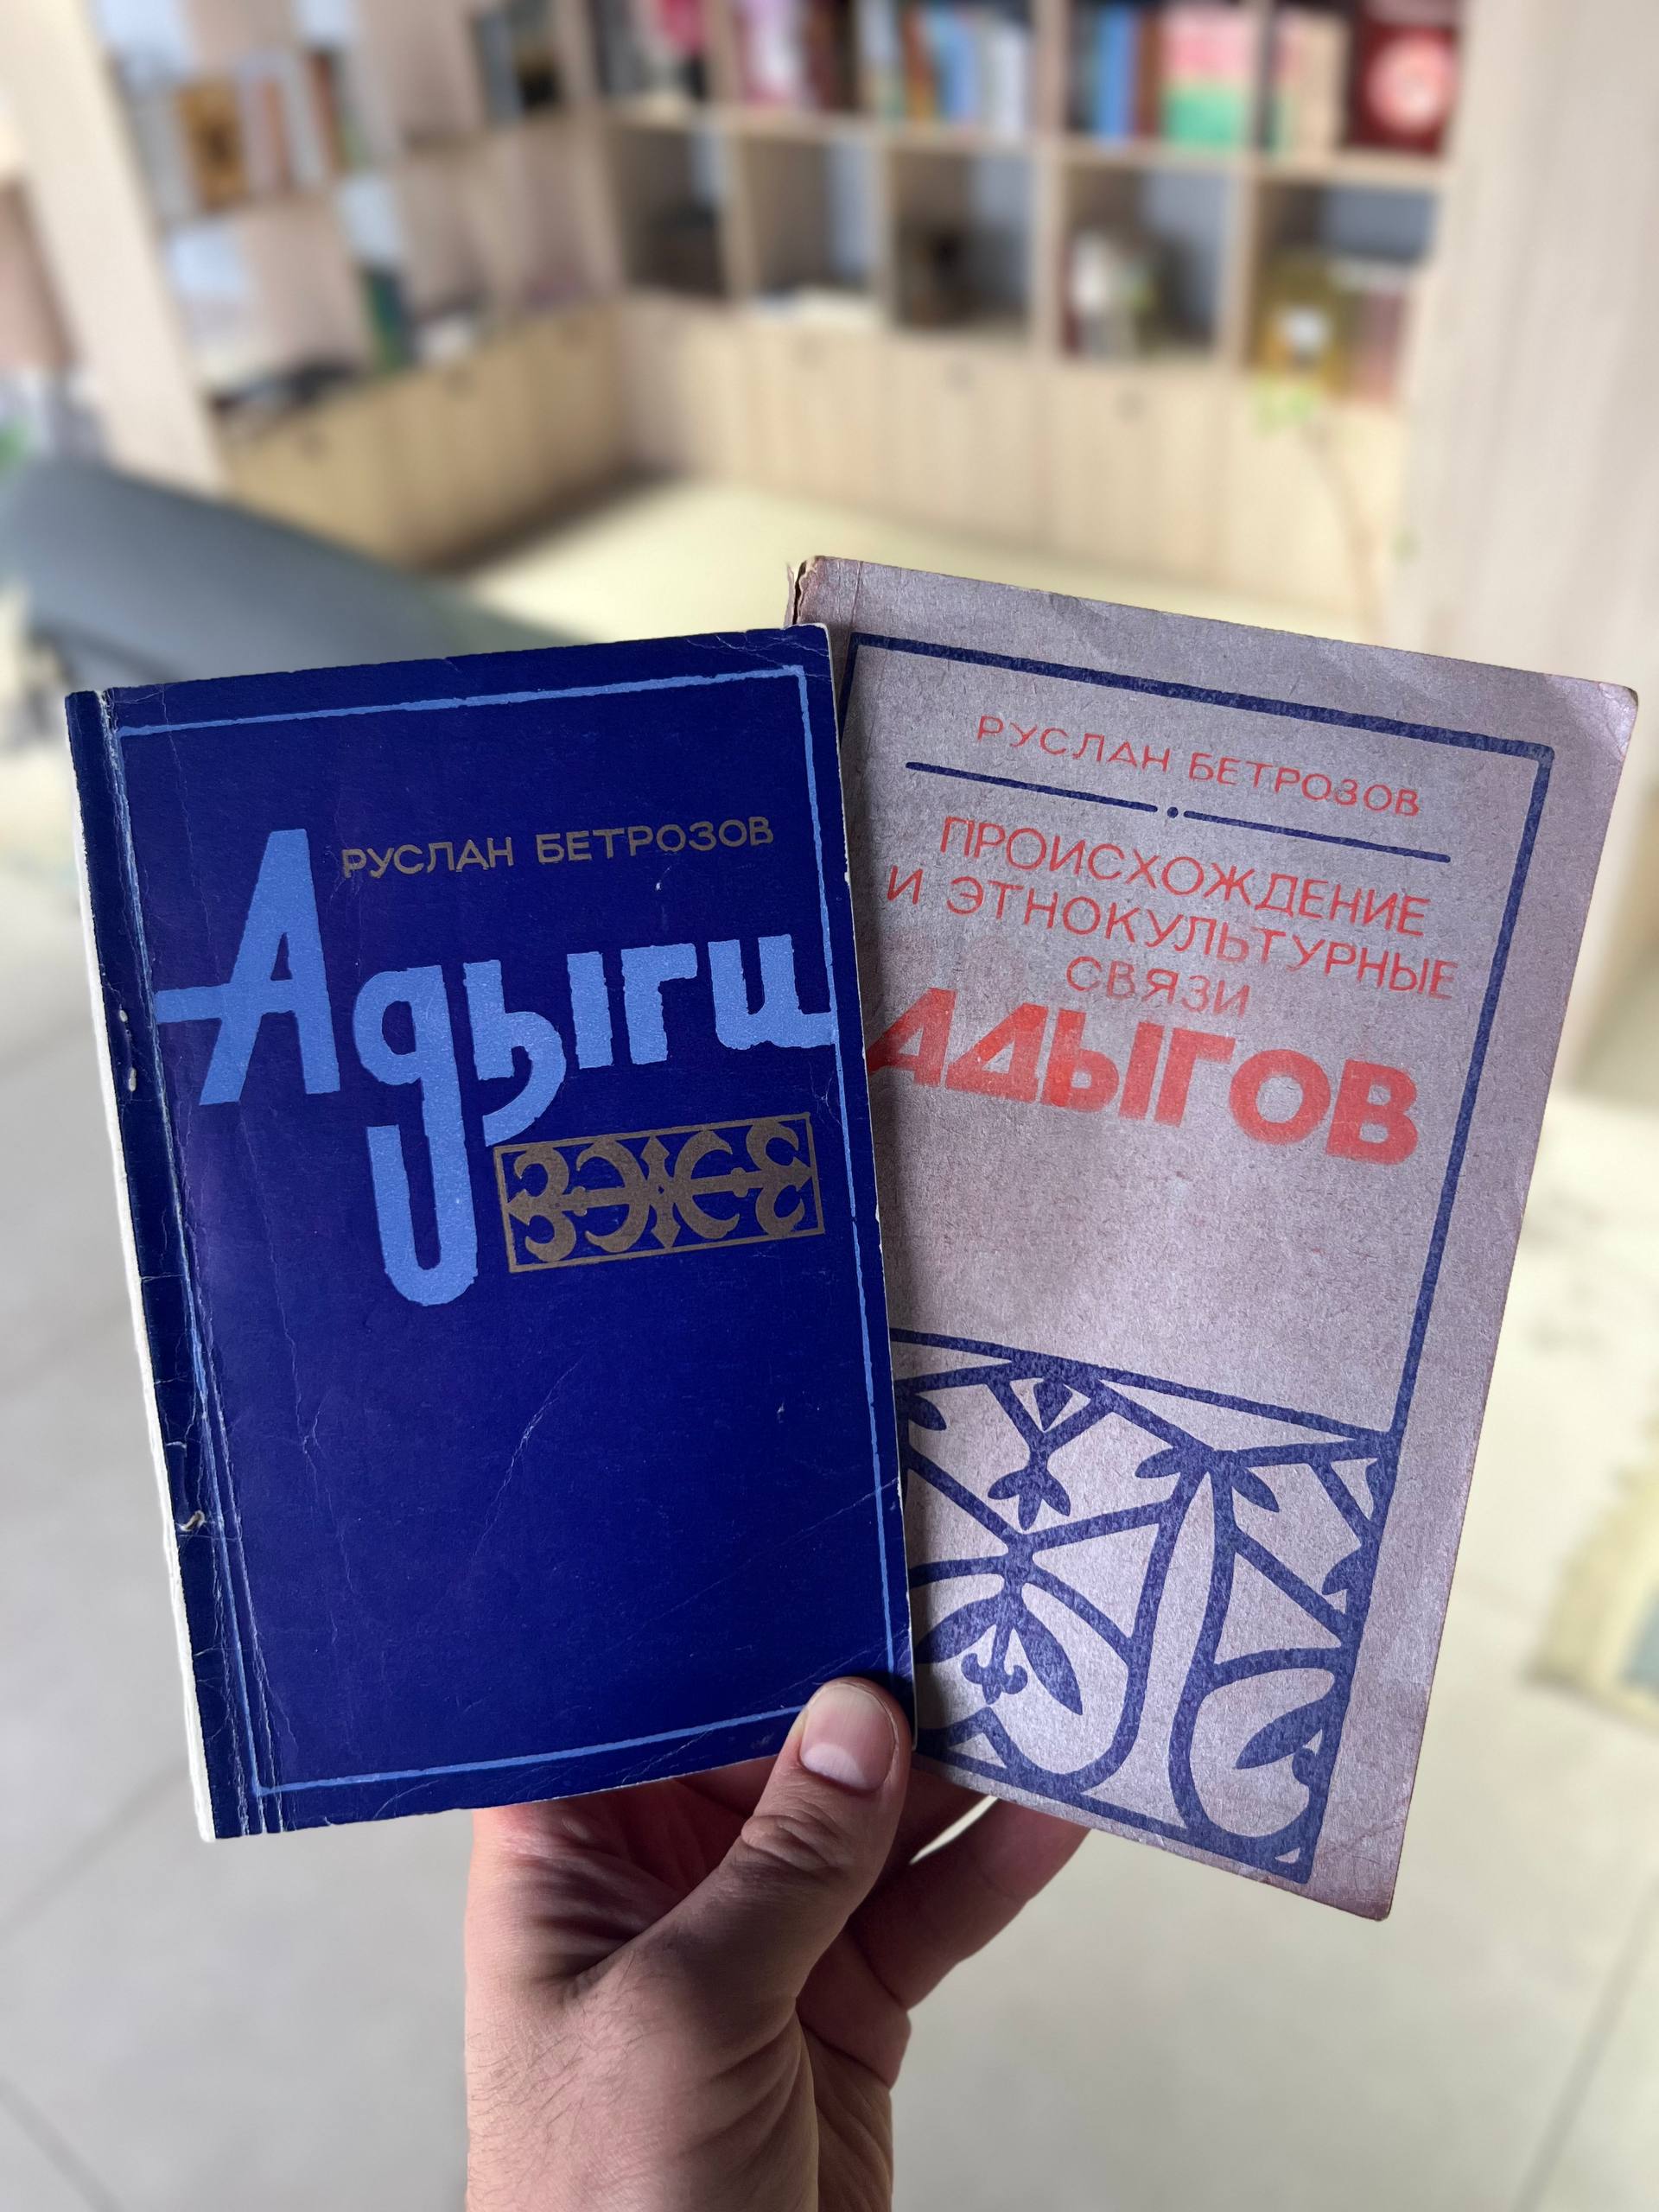 РУСЛАН БЕТРОЗОВ
Адыги
РУСЛАН БЕТРОЗОВ
ПРОИСХОЖДЕНИЕ
И ЭТНОКУЛЬТУРНЫЕ
СВЯЗИ
АДЫГОВ